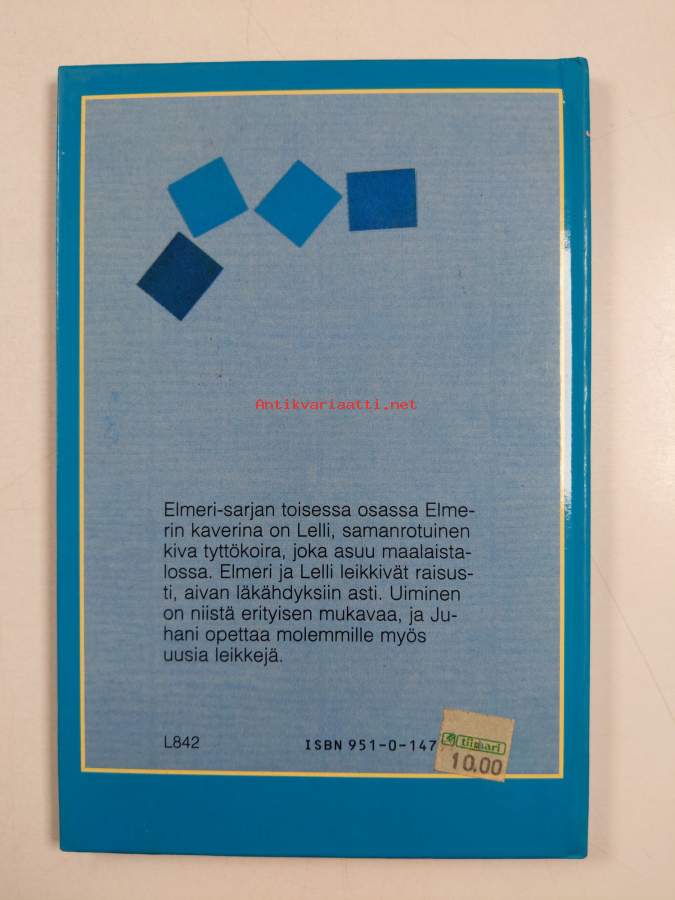 Antikvariaatti.net
Elmeri-sarjan toisessa osassa Elme-
rin kaverina on Lelli, samanrotuinen
kiva tyttökoira, joka asuu maalaista-
lossa. Elmeri ja Lelli leikkivät raisus-
ti, aivan läkähdyksiin asti. Uiminen
on niistä erityisen mukavaa, ja Ju-
hani opettaa molemmille myös
uusia leikkejä.
L842
ISBN 951-0-147
tiimari
10.00